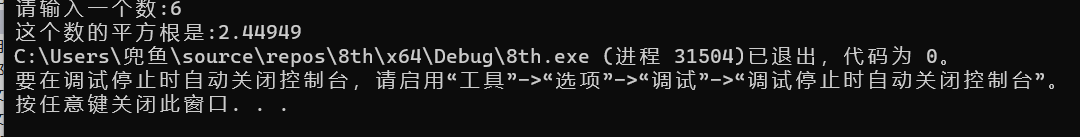 请输入一个数:6
这个数的平方根是:2.44949
C:\Users\兜鱼\source\repos\8th\x64\Debug\8th.exe (进程 31504)已退出，代码为 0。
要在调试停止时自动关闭控制台，请启用“工具”->“选项”->“调试”->“调试停止时自动关闭控制台”。
按任意键关闭此窗口. . .